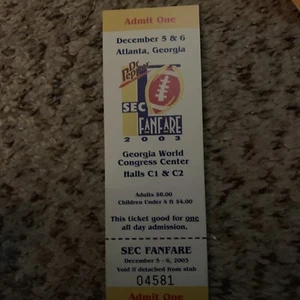 Admit One
December 5 & 6
Atlanta, Georgia
Dr Pepper
SEC
FANFARE
2003
Georgia World
Congress Center
Halls C1 & C2
Adults $8.00
Children Under 8 $4.00
This ticket good for one
all day admission.
SEC FANFARE
December 5 - 6, 2003
Void if detached from stub
04581
Admit One